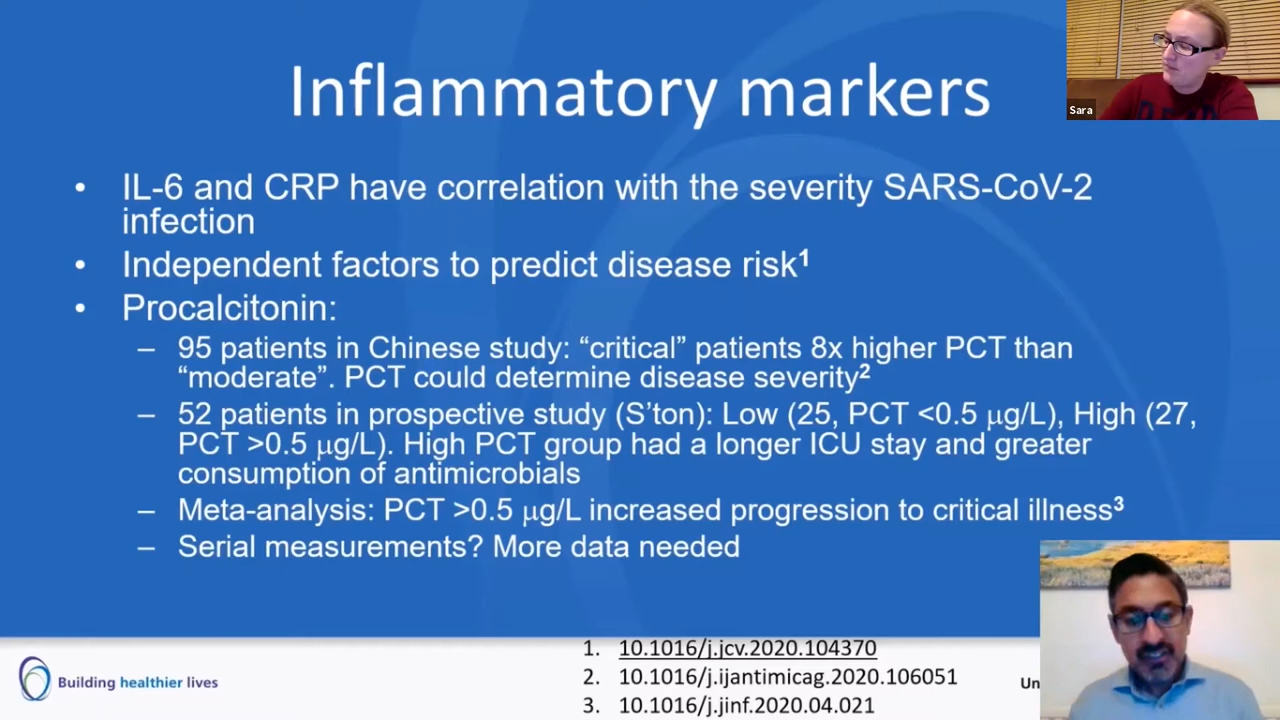 Inflammatory markers
Sara
• IL-6 and CRP have correlation with the severity SARS-CoV-2
infection
• Independent factors to predict disease risk¹
• Procalcitonin:
– 95 patients in Chinese study: “critical” patients 8x higher PCT than
“moderate”. PCT could determine disease severity²
– 52 patients in prospective study (S’ton): Low (25, PCT <0.5 µg/L), High (27,
PCT >0.5 µg/L). High PCT group had a longer ICU stay and greater
consumption of antimicrobials
– Meta-analysis: PCT >0.5 µg/L increased progression to critical illness³
– Serial measurements? More data needed
1. 10.1016/j.jcv.2020.104370
2. 10.1016/j.ijantimicag.2020.106051
3. 10.1016/j.jinf.2020.04.021
Building healthier lives
Un